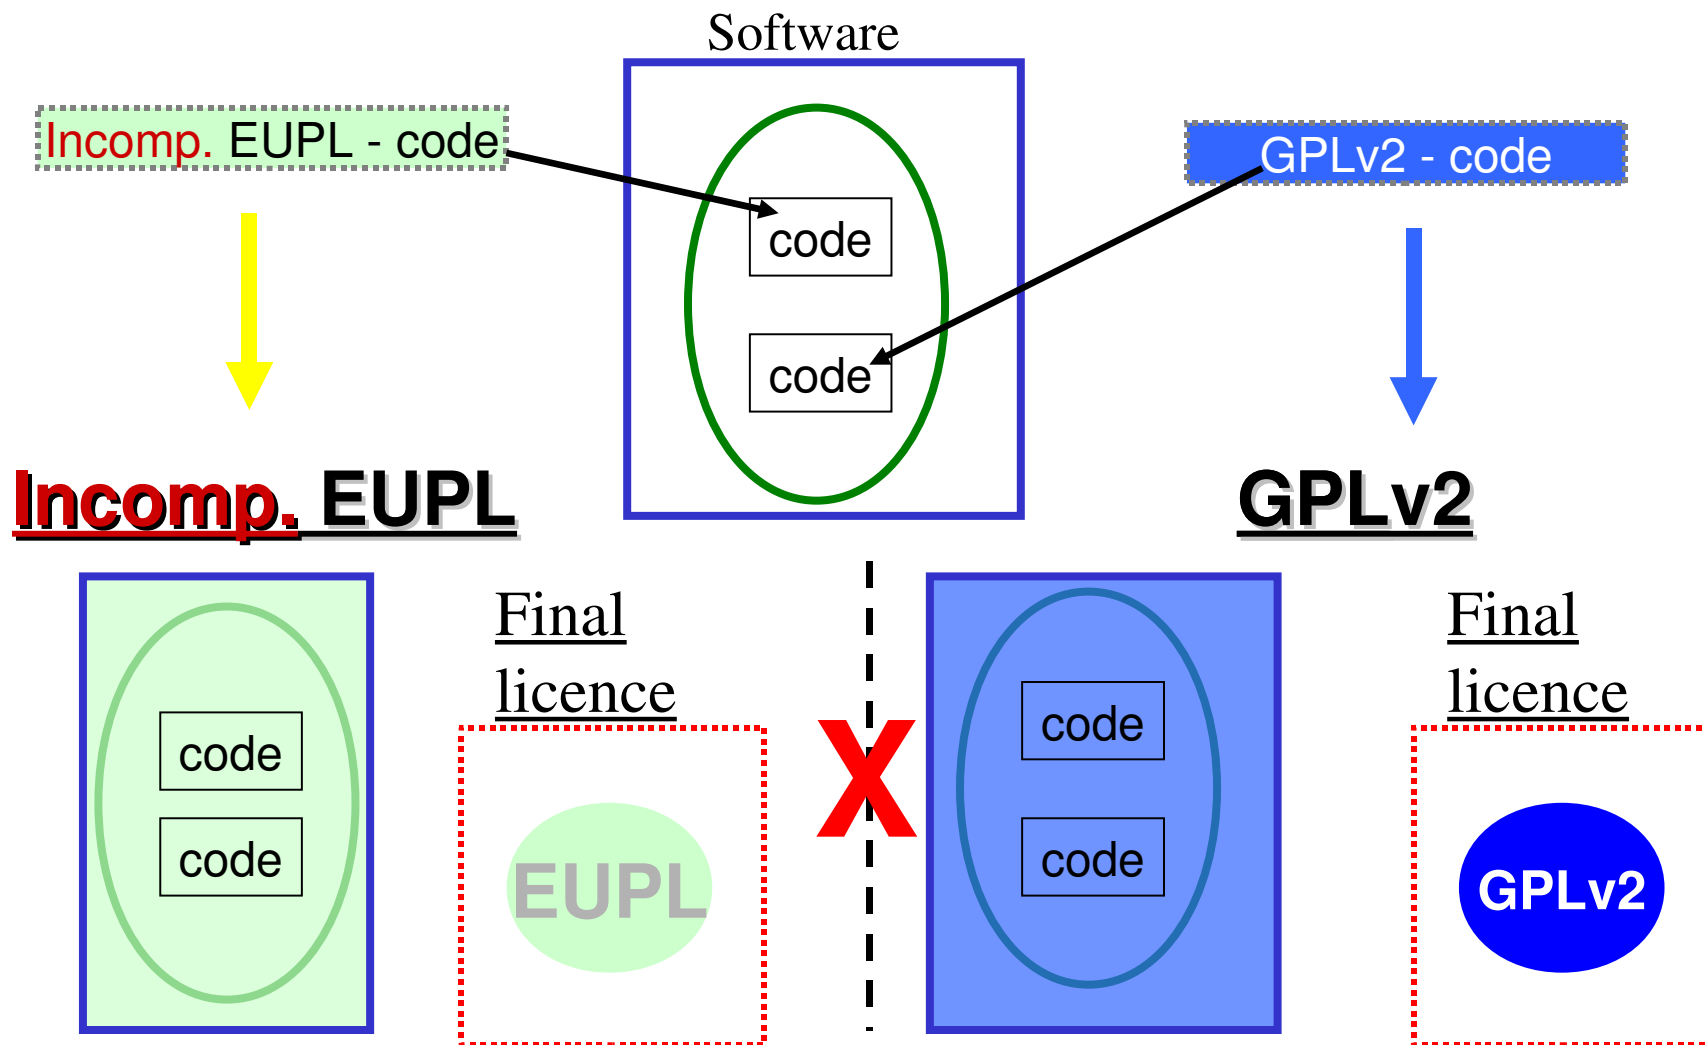 Software
Incomp. EUPL - code
GPLv2 - code
code
code
Incomp. EUPL
GPLv2
Final
licence
code
code
EUPL
X
code
code
Final
licence
GPLv2